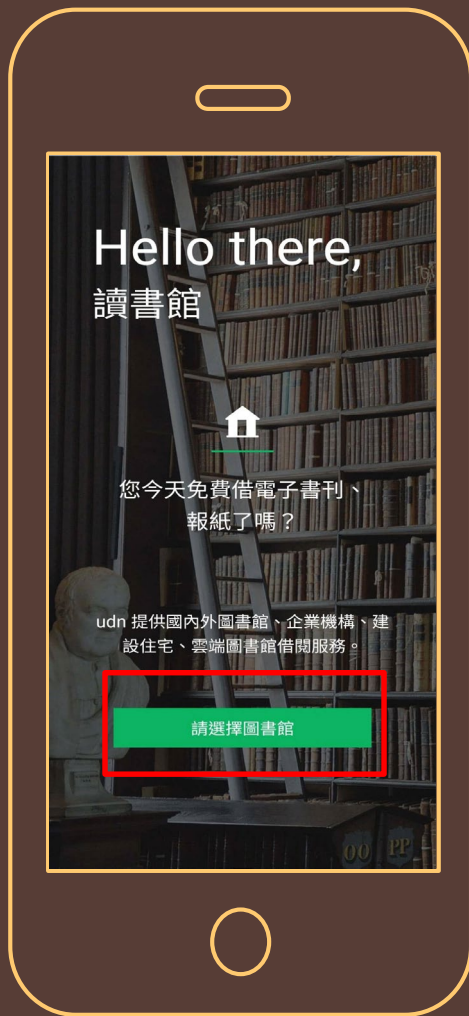 Hello there,
讀書館
您今天免費借電子書刊、
報紙了嗎？
udn 提供國內外圖書館、企業機構、建
設住宅、雲端圖書館借閱服務。
請選擇圖書館
OO PP